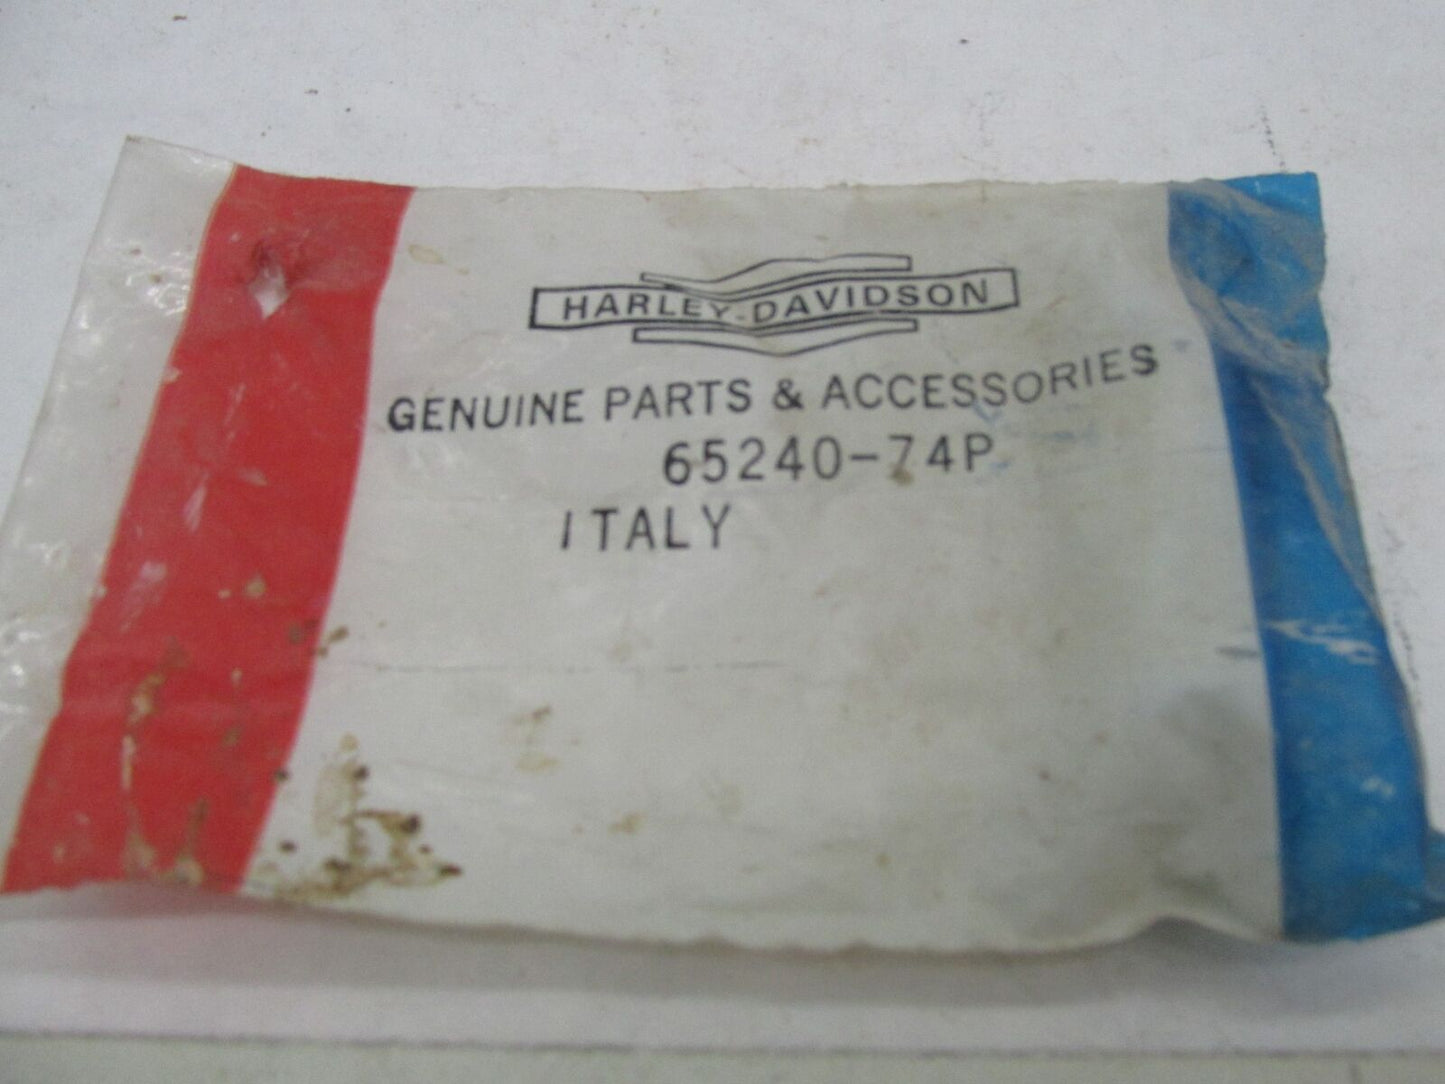 HARLEY-DAVIDSON
GENUINE PARTS & ACCESSORIES
65240-74P
ITALY